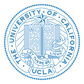 THE · UNIVERSITY · OF · CALIFORNIA
UCLA